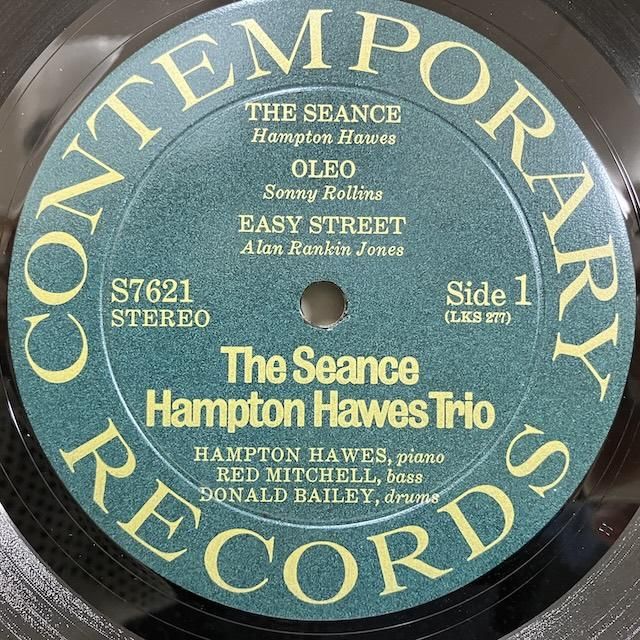 CONTEMPORARY
THE SEANCE
Hampton Hawes
OLEO
Sonny Rollins
EASY STREET
Alan Rankin Jones
S7621
STEREO
Side 1
(LKS 277)
The Seance
Hampton Hawes Trio
HAMPTON HAWES, piano
RED MITCHELL, bass
DONALD BAILEY, drums
RECORDS